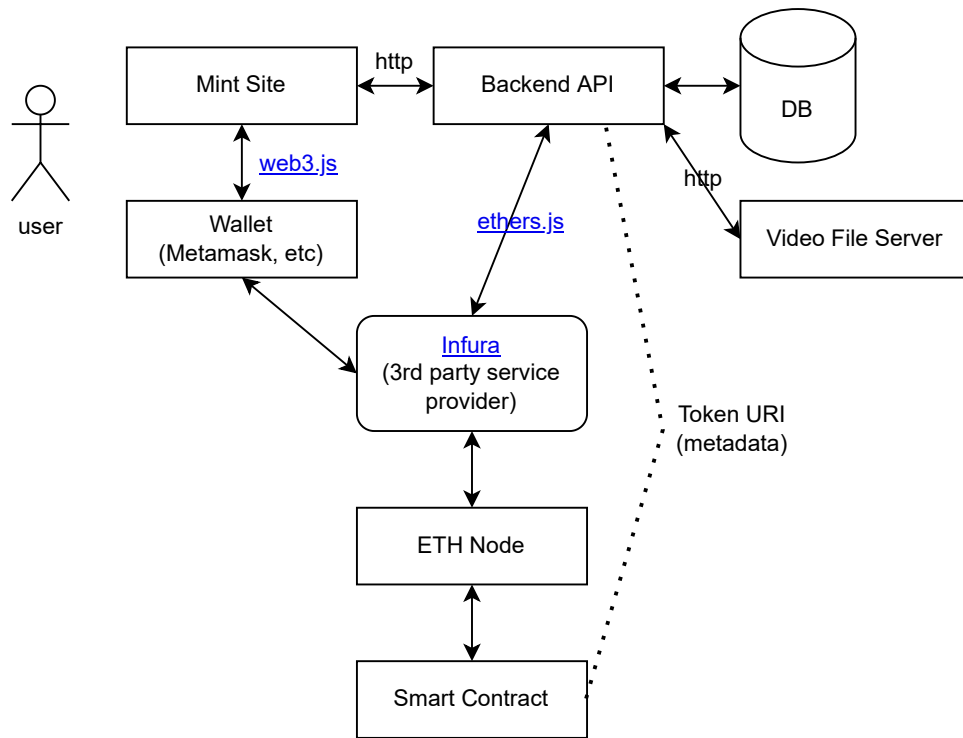 http
Mint Site
Backend API
DB
web3.js
user
Wallet
(Metamask, etc)
ethers.js
http
Video File Server
Infura
(3rd party service
provider)
Token URI
(metadata)
ETH Node
Smart Contract